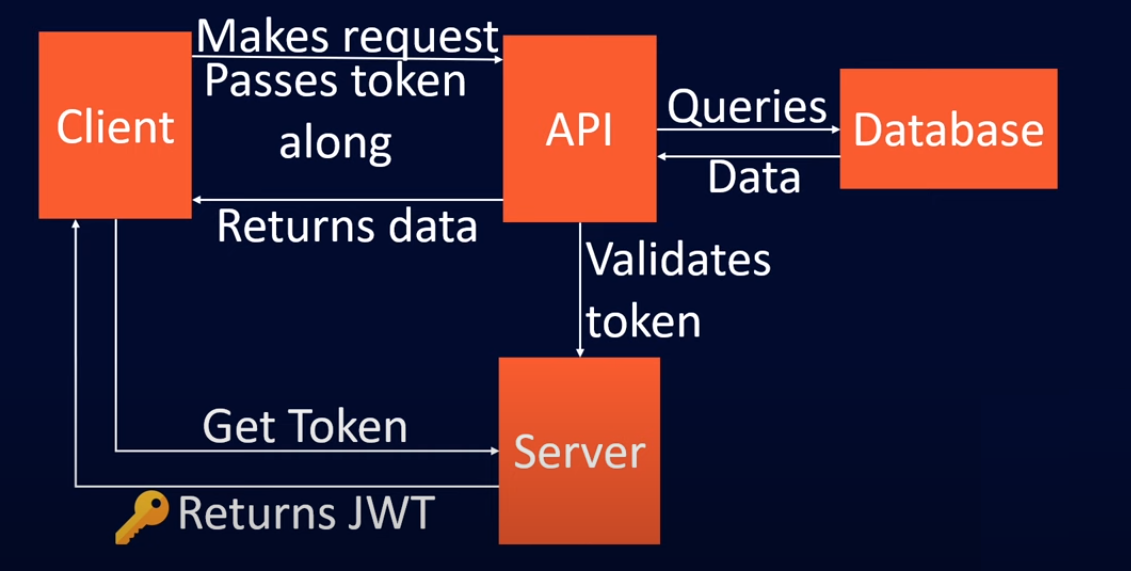 Makes request
Passes token
along
Client
API
Queries
Database
Data
Returns data
Validates
token
Get Token
Server
Returns JWT